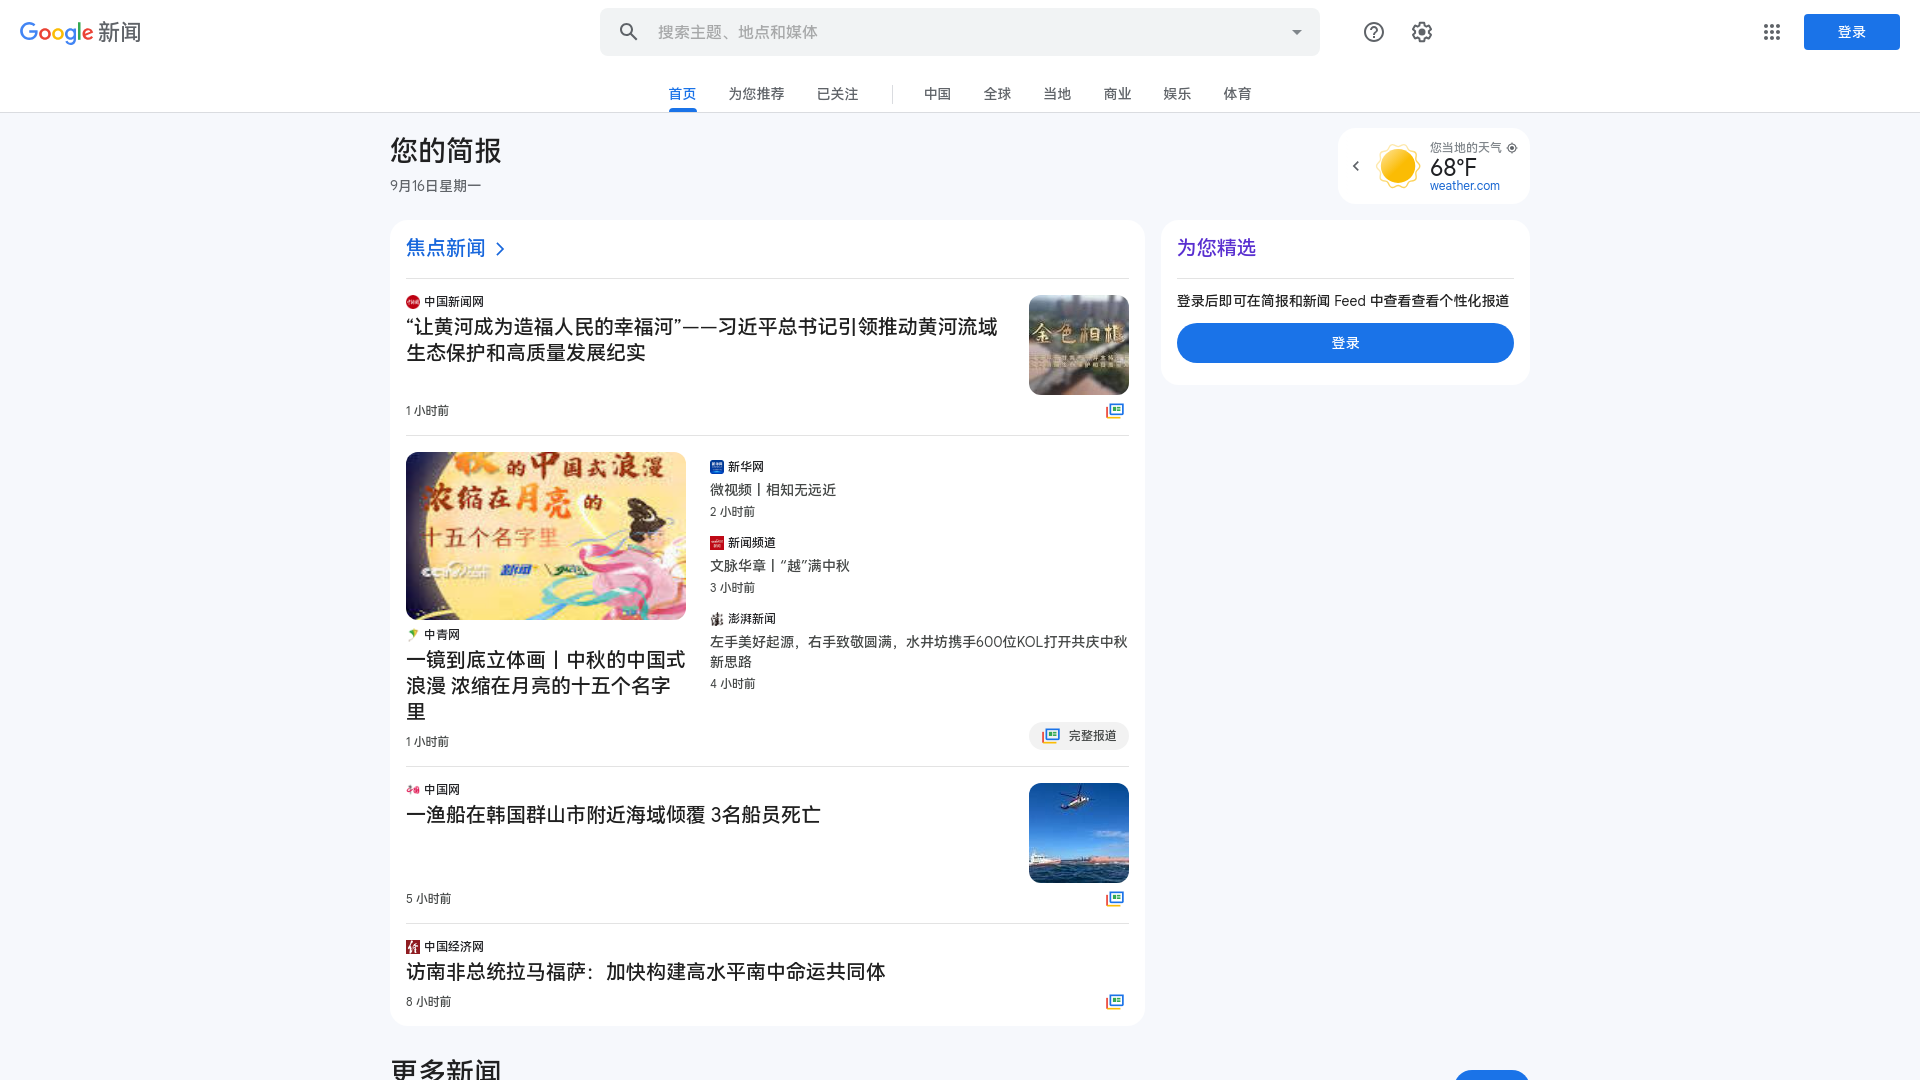 Google 新闻
搜索主题、地点和媒体
登录
首页
为您推荐
已关注
中国
全球
当地
商业
娱乐
体育
您的简报
9月16日星期一
您当地的天气
68°F
weather.com
焦点新闻
中国新闻网
“让黄河成为造福人民的幸福河”——习近平总书记引领推动黄河流域
生态保护和高质量发展纪实
金色相框
1 小时前
的中国式浪漫
浓缩在月亮的
十五个名字里
cctv.com 新闻
中青网
一镜到底立体画丨中秋的中国式
浪漫 浓缩在月亮的十五个名字
里
1 小时前
新华网
微视频丨相知无远近
2 小时前
新闻频道
文脉华章丨“越”满中秋
3 小时前
澎湃新闻
左手美好起源，右手致敬圆满，水井坊携手600位KOL打开共庆中秋
新思路
4 小时前
完整报道
中国网
一渔船在韩国群山市附近海域倾覆 3名船员死亡
5 小时前
中国经济网
访南非总统拉马福萨：加快构建高水平南中命运共同体
8 小时前
为您精选
登录后即可在简报和新闻 Feed 中查看查看个性化报道
登录
更多新闻